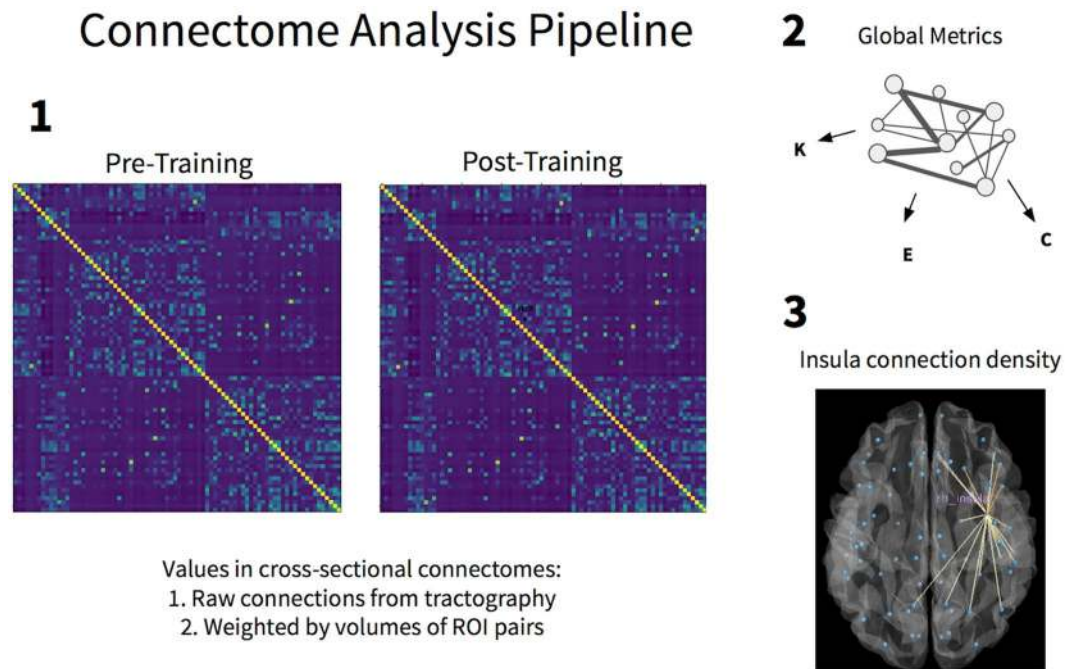 Connectome Analysis Pipeline
1
Pre-Training
Post-Training
Values in cross-sectional connectomes:
1. Raw connections from tractography
2. Weighted by volumes of ROI pairs
2
Global Metrics
K
E
C
3
Insula connection density